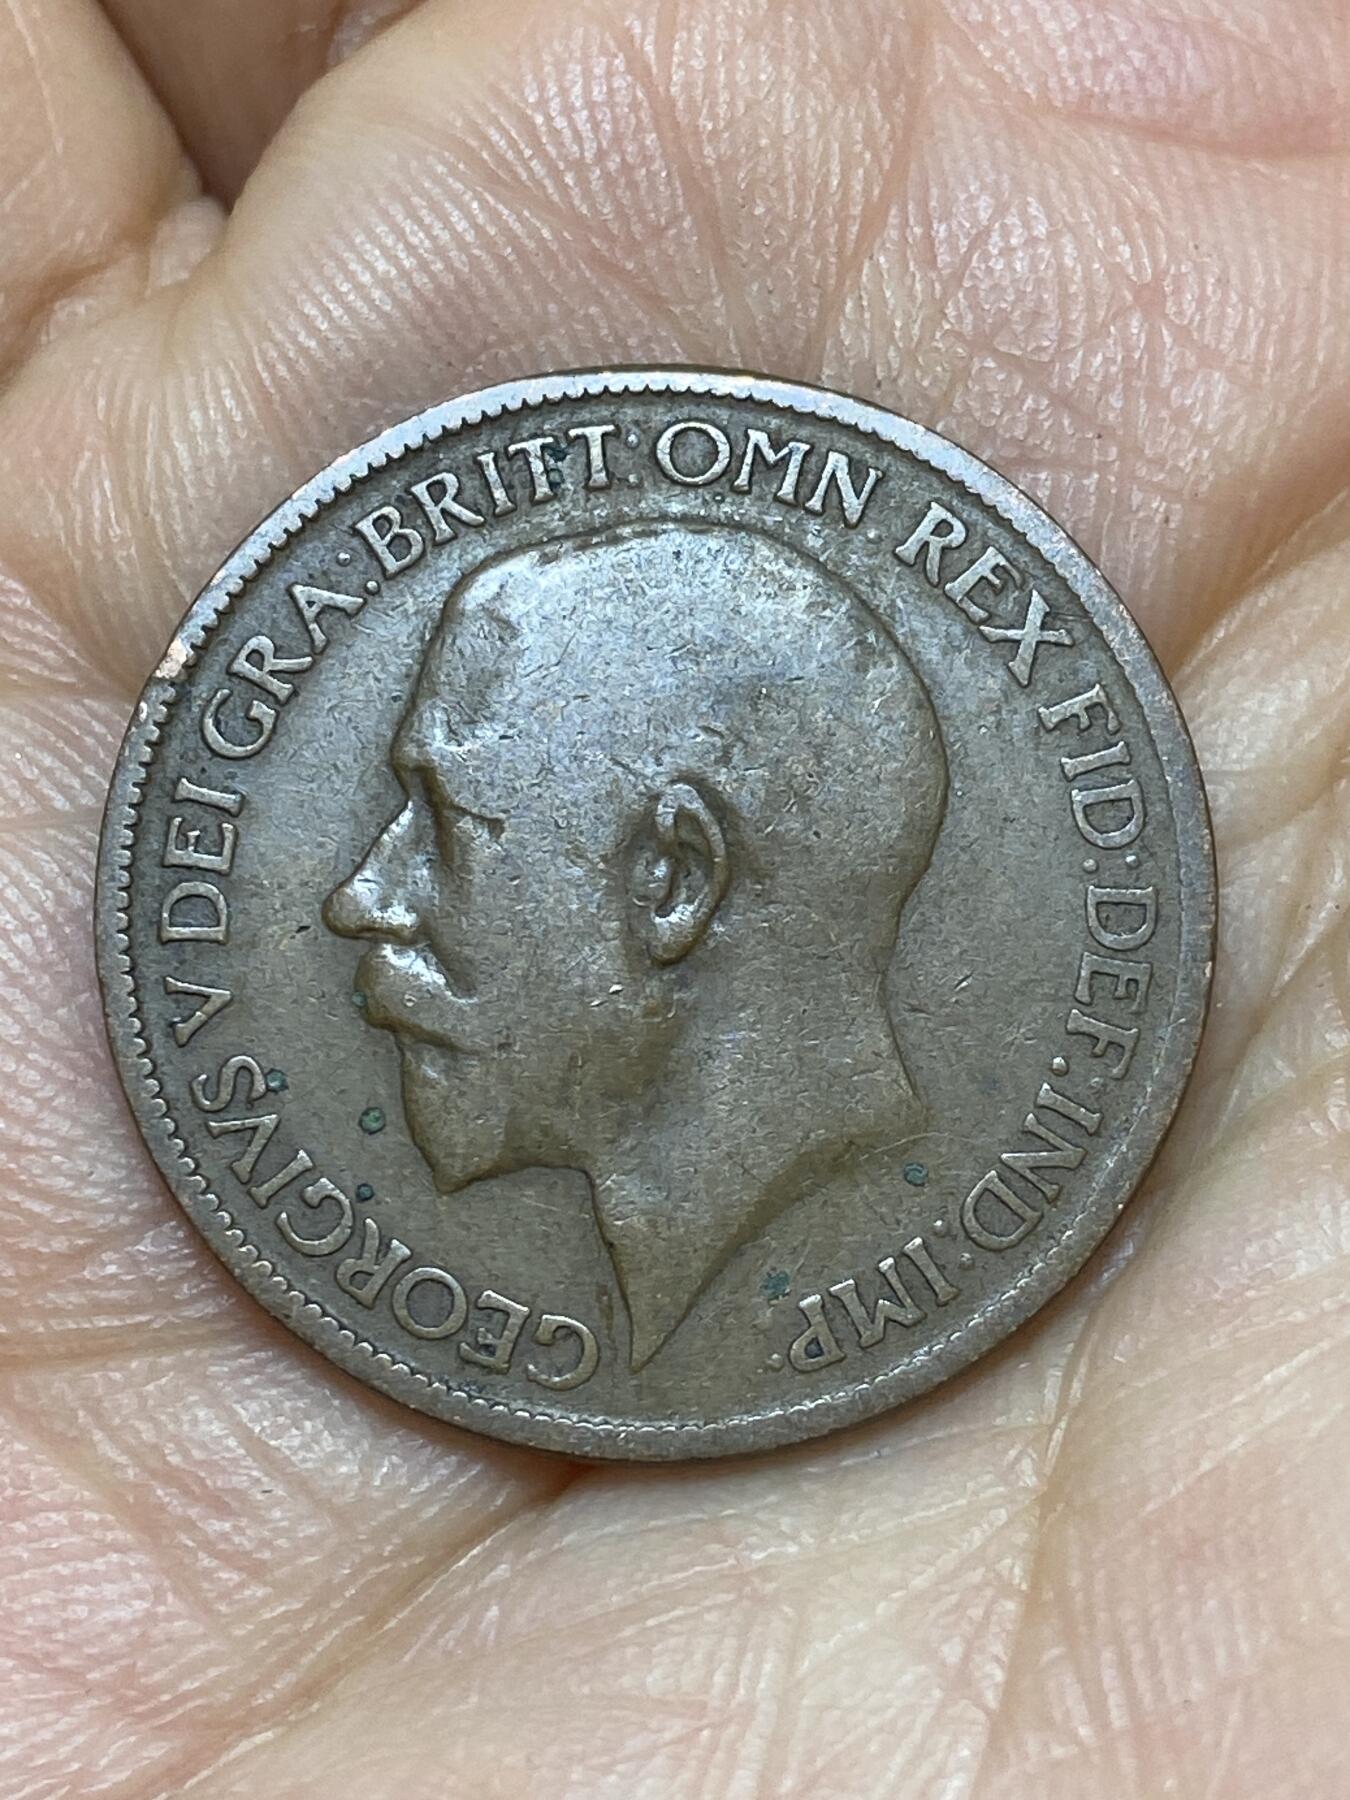 GEORGIVS V DEI GRA: BRITT: OMN REX FID: DEF: IND: IMP: